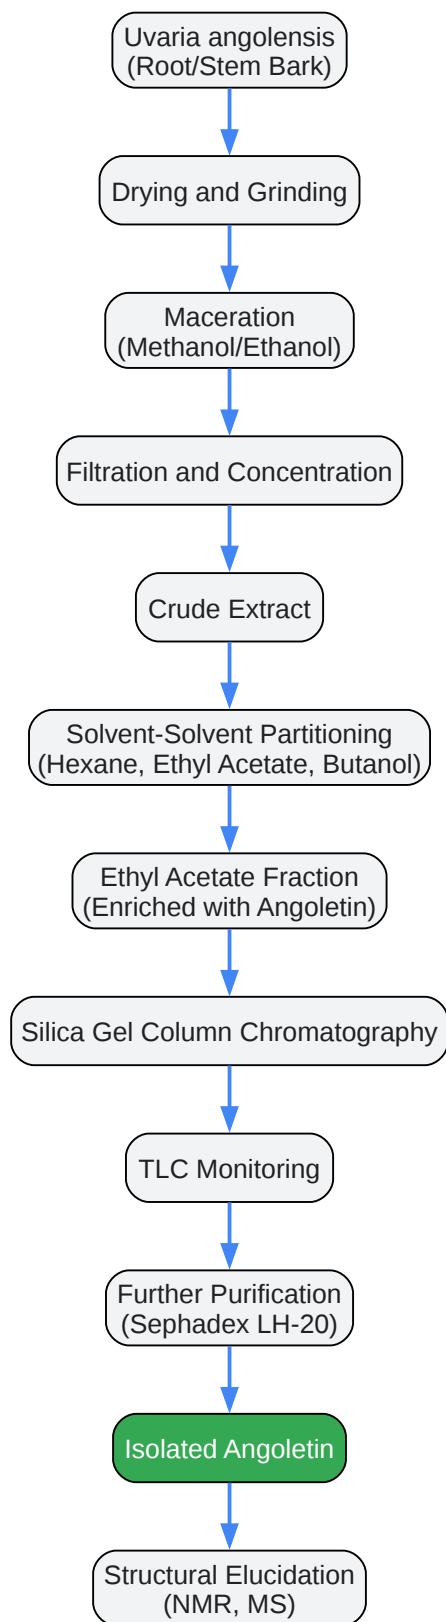 Uvaria angolensis
(Root/Stem Bark)
Drying and Grinding
Maceration
(Methanol/Ethanol)
Filtration and Concentration
Crude Extract
Solvent-Solvent Partitioning
(Hexane, Ethyl Acetate, Butanol)
Ethyl Acetate Fraction
(Enriched with Angoletin)
Silica Gel Column Chromatography
TLC Monitoring
Further Purification
(Sephadex LH-20)
Isolated Angoletin
Structural Elucidation
(NMR, MS)